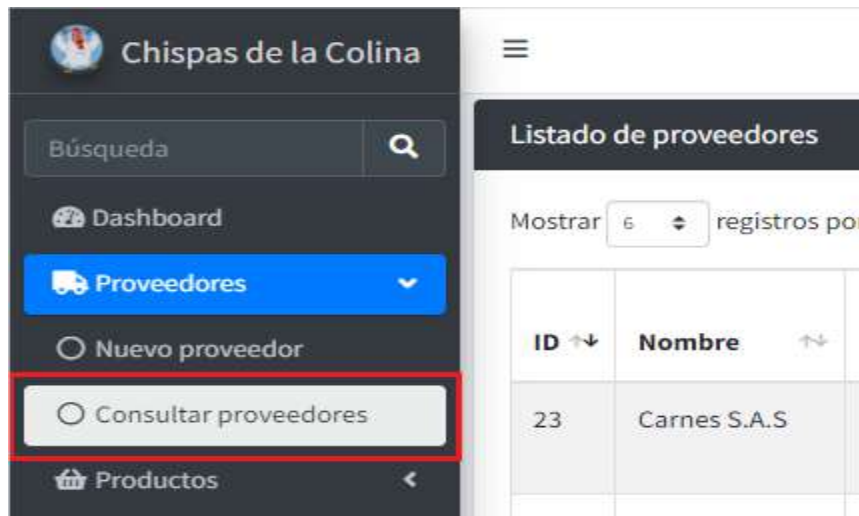 Chispas de la Colina
Búsqueda
Dashboard
Proveedores
Nuevo proveedor
Consultar proveedores
Productos
Listado de proveedores
Mostrar 6 registros por
ID Nombre
23 Carnes S.A.S